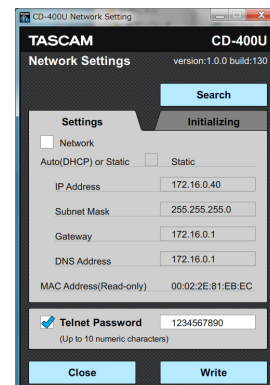 CD-400U Network Setting
TASCAM CD-400U
Network Settings version:1.0.0 build:130
Search
Settings Initializing
Network
Auto(DHCP) or Static Static
IP Address 172.16.0.40
Subnet Mask 255.255.255.0
Gateway 172.16.0.1
DNS Address 172.16.0.1
MAC Address(Read-only) 00:02:2E:81:EB:EC
Telnet Password 1234567890
(Up to 10 numeric characters)
Close Write